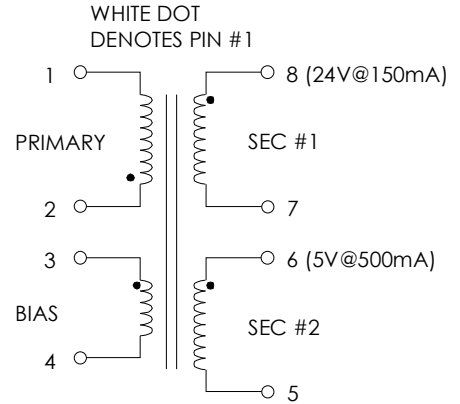 WHITE DOT
DENOTES PIN #1
1
8 (24V@150mA)
PRIMARY
SEC #1
2
7
3
6 (5V@500mA)
BIAS
SEC #2
4
5